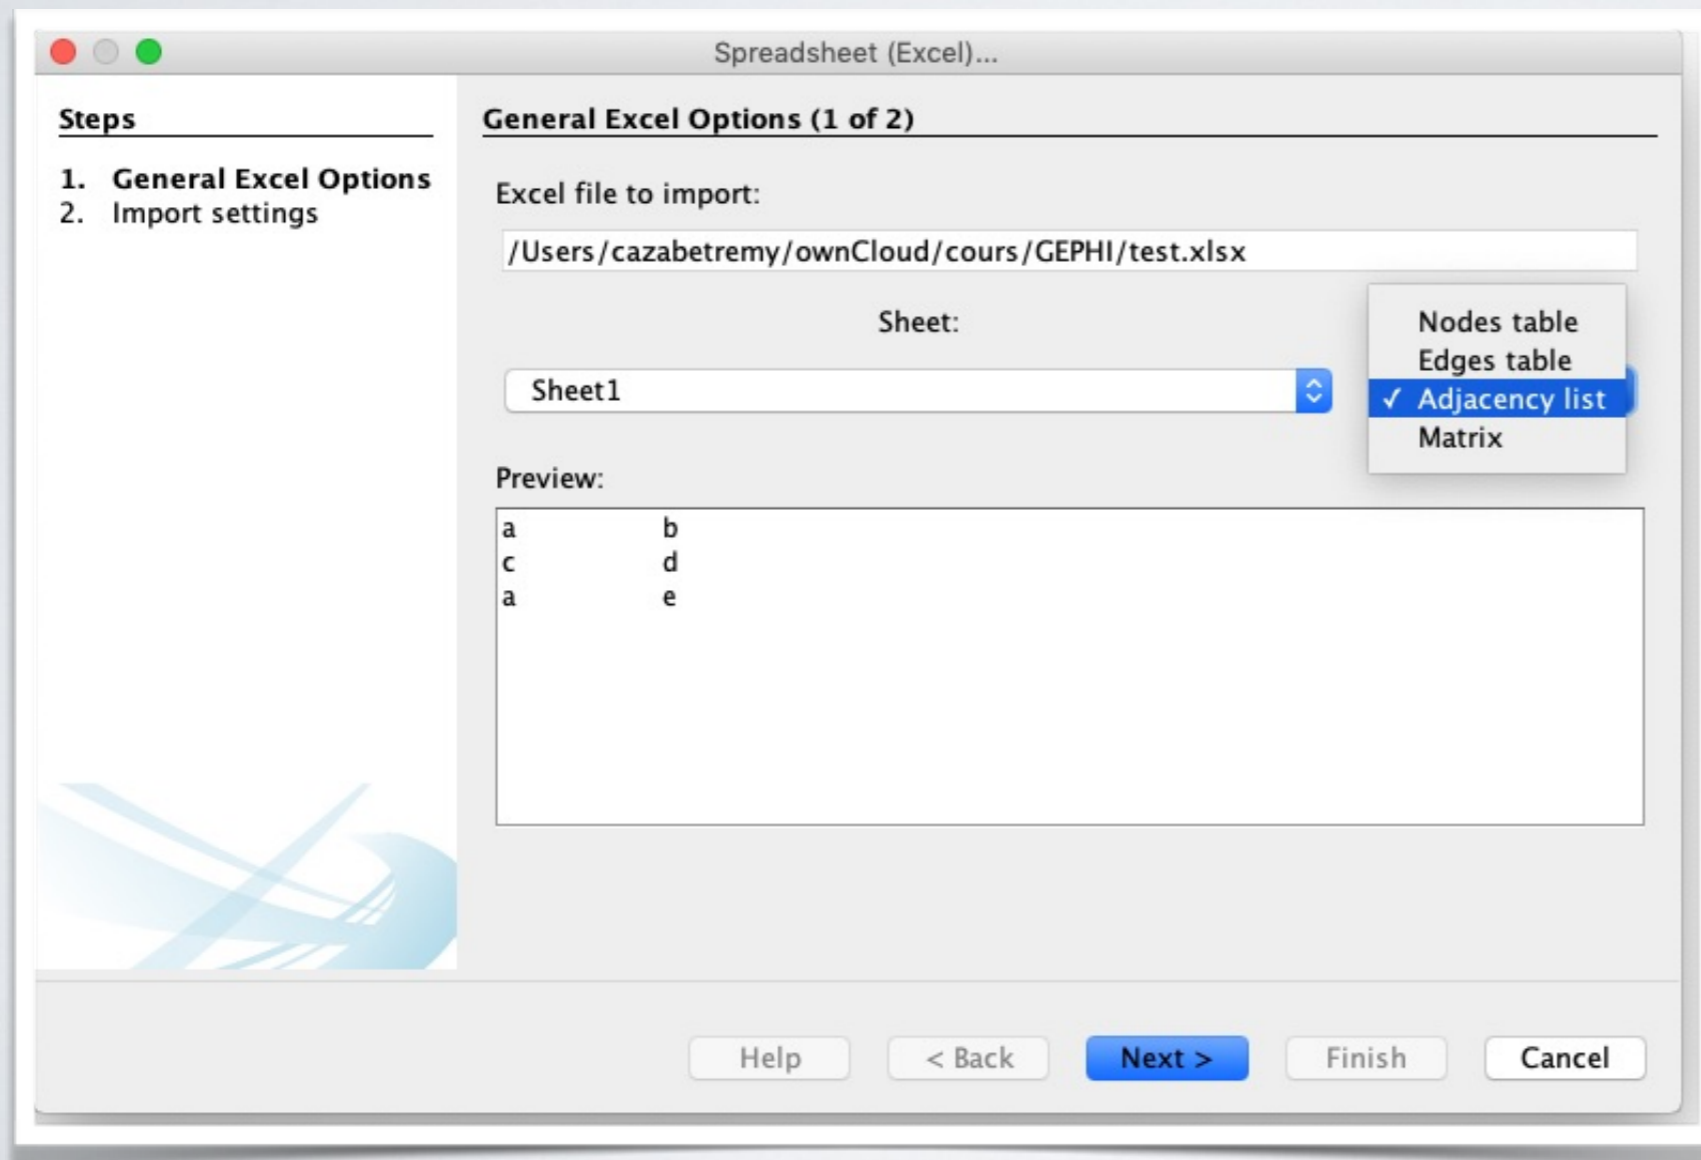 Spreadsheet (Excel)...
Steps
1. General Excel Options
2. Import settings
General Excel Options (1 of 2)
Excel file to import:
/Users/cazabetremy/ownCloud/cours/GEPHI/test.xlsx
Sheet:
Sheet1
Nodes table
Edges table
✓ Adjacency list
Matrix
Preview:
a b
c d
a e
Help < Back Next > Finish Cancel